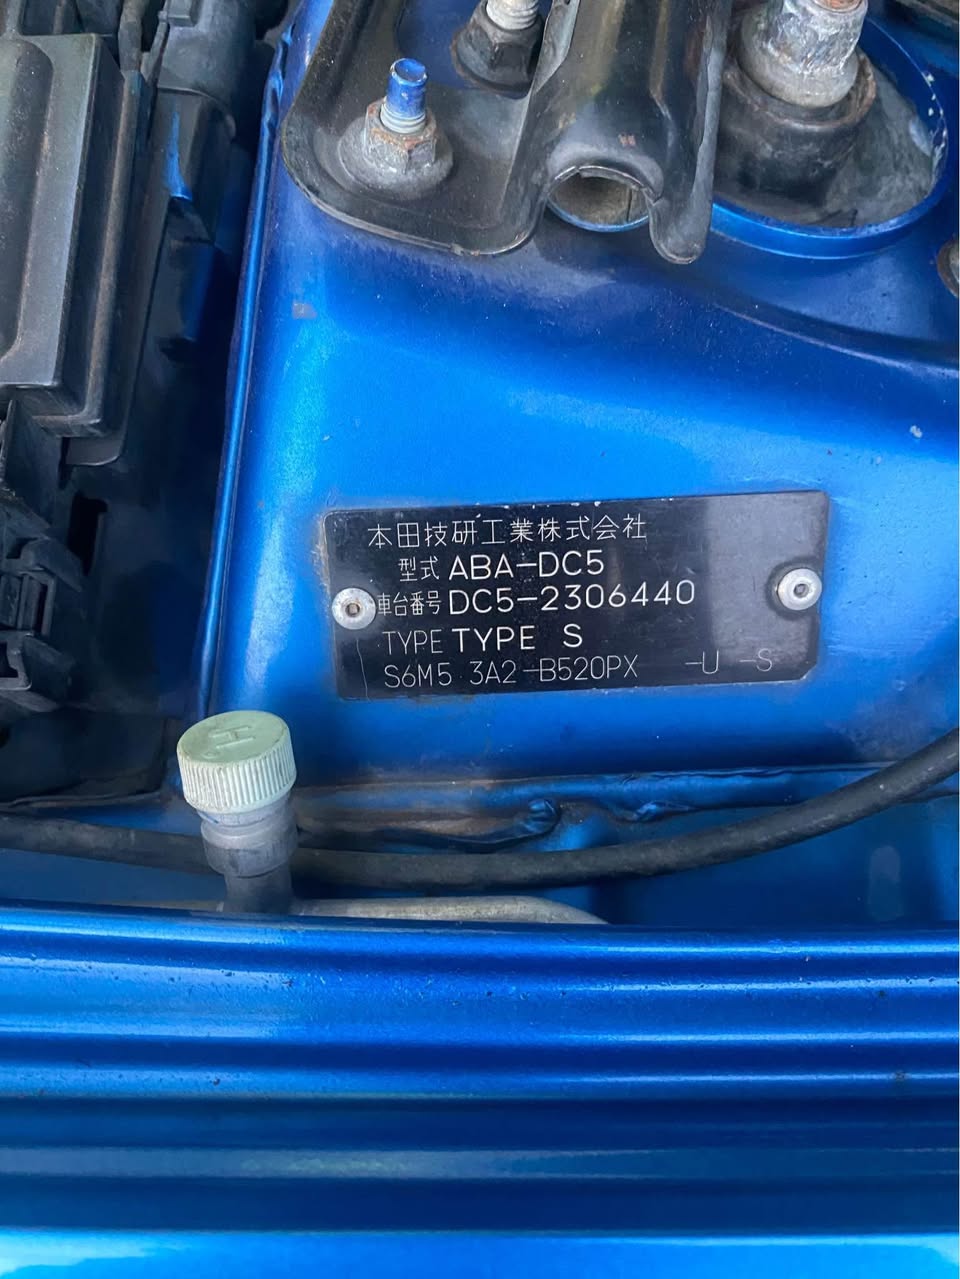 本田技研工業株式会社
型式 ABA-DC5
車台番号 DC5-2306440
TYPE TYPE S
S6M5 3A2-B520PX -U -S
H